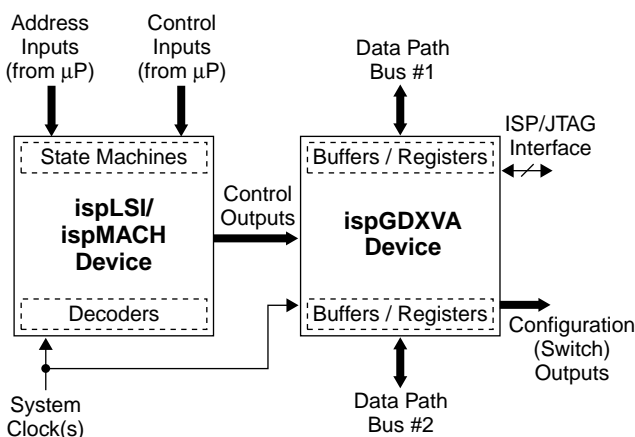 Address
Inputs
(from µP)
Control
Inputs
(from µP)
Data Path
Bus #1
ISP/JTAG
Interface
State Machines
Buffers / Registers
ispLSI/
ispMACH
Device
Control
Outputs
ispGDXVA
Device
Decoders
Buffers / Registers
Configuration
(Switch)
Outputs
System
Clock(s)
Data Path
Bus #2